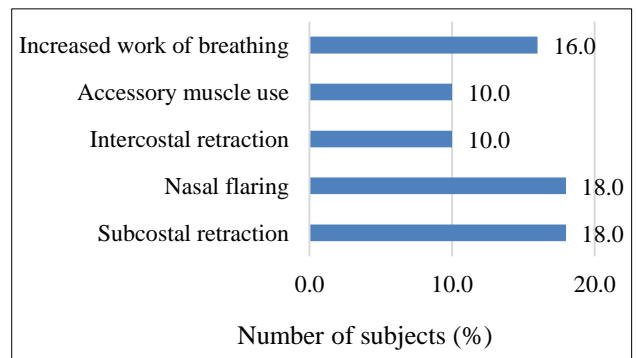 Increased work of breathing 16.0
Accessory muscle use 10.0
Intercostal retraction 10.0
Nasal flaring 18.0
Subcostal retraction 18.0
0.0 10.0 20.0
Number of subjects (%)